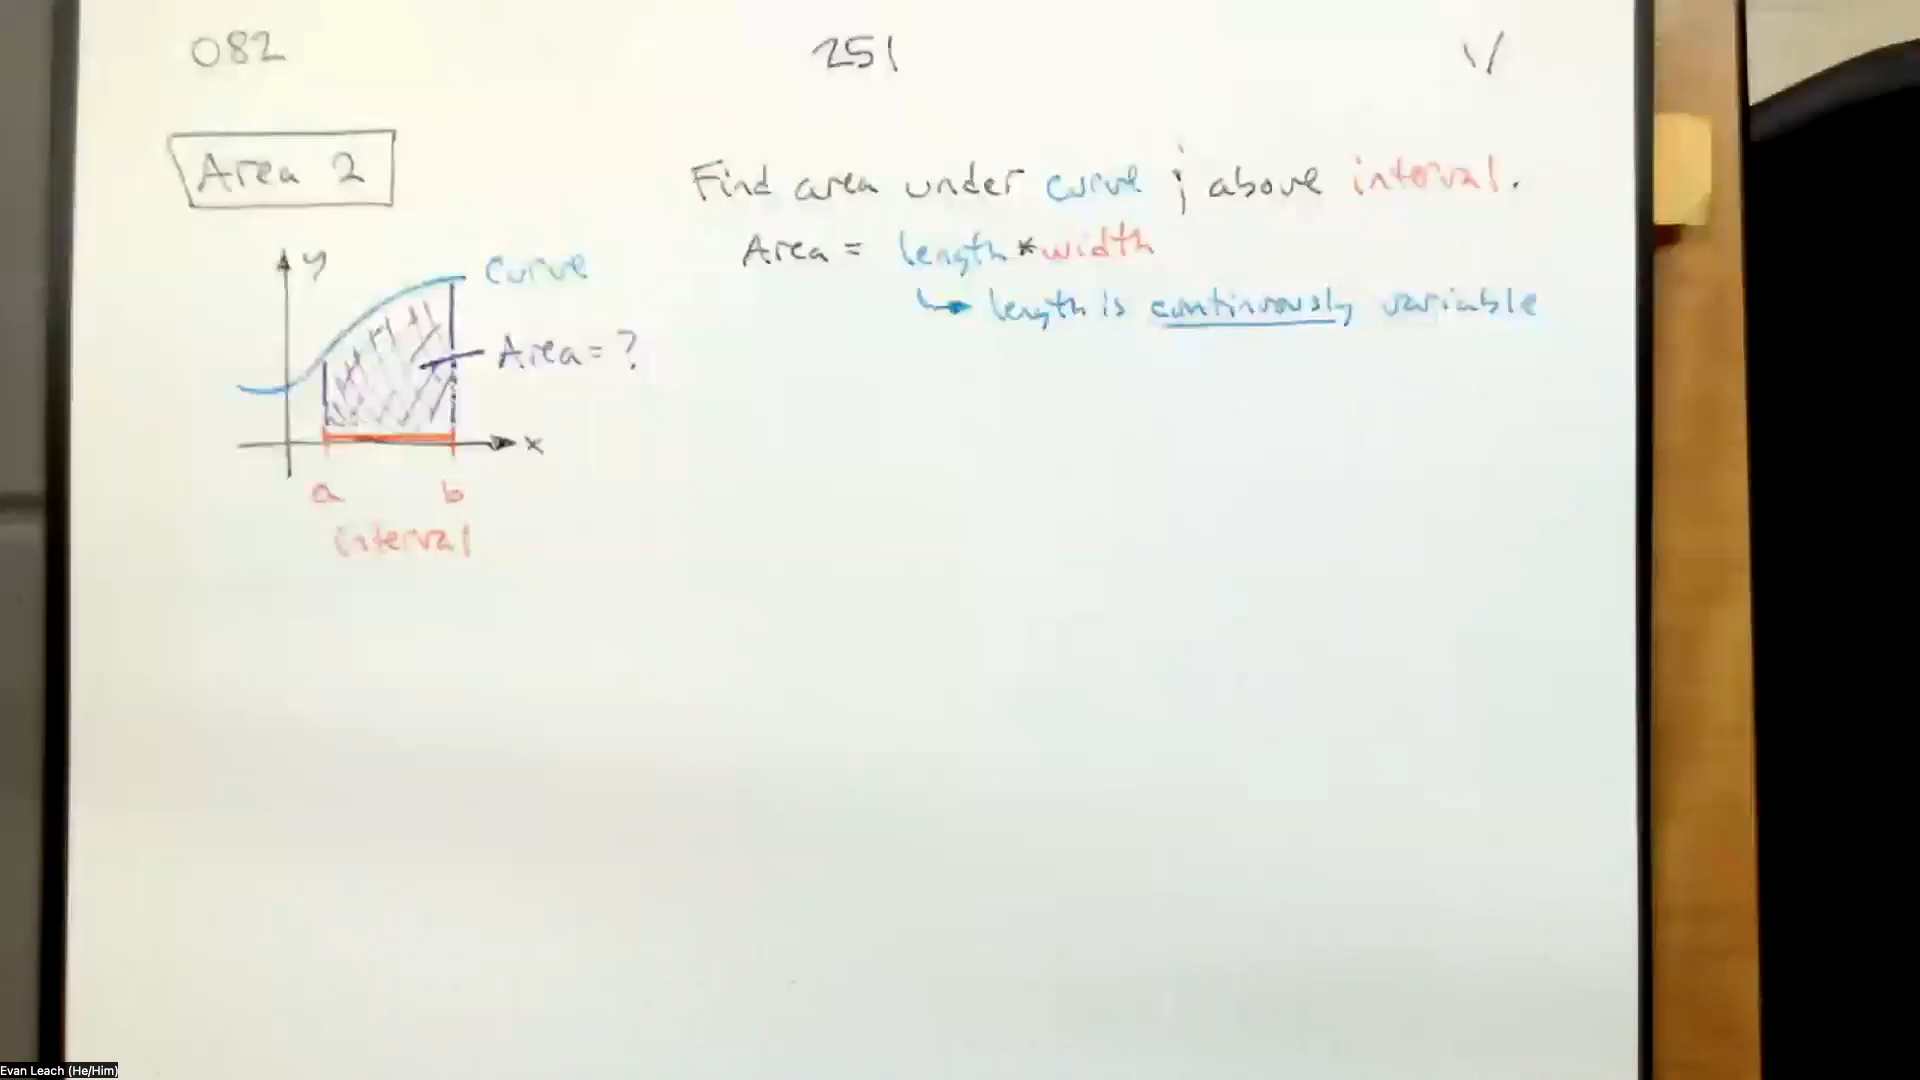 082 251 1/
Area 2
Find area under curve ; above interval.
Area = length * width
↳ length is continuously variable
y
curve
Area = ?
x
a b
interval
Evan Leach (He/Him)